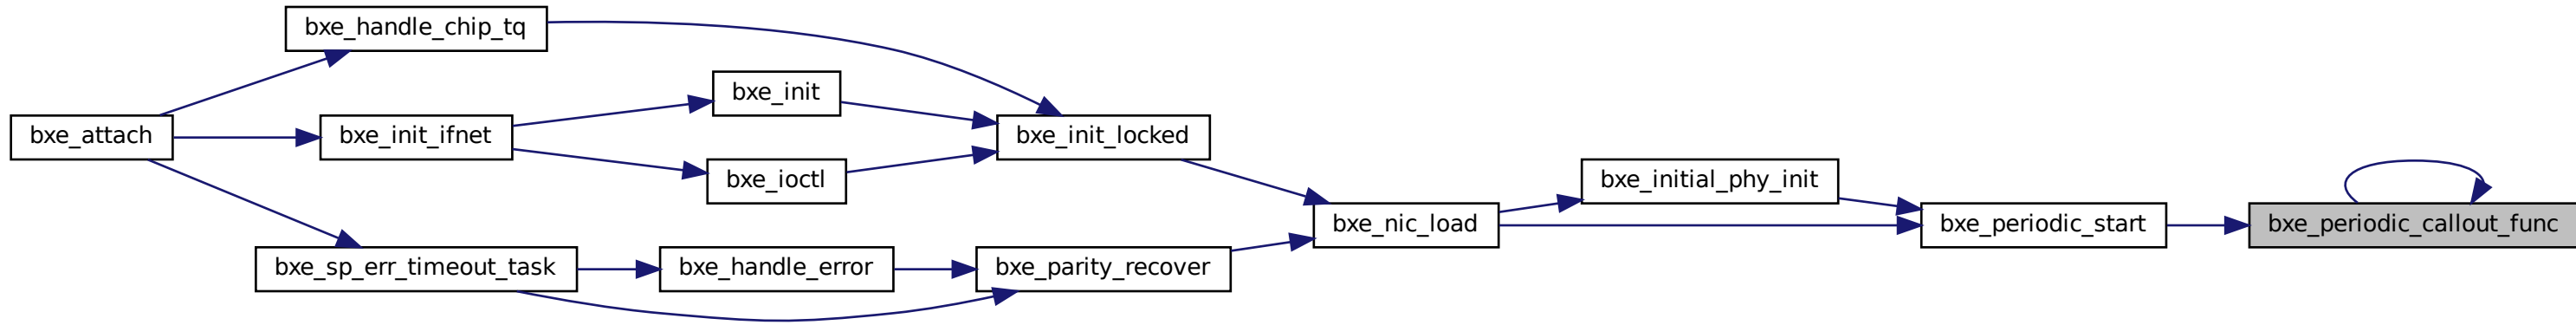 bxe_handle_chip_tq
bxe_init
bxe_attach
bxe_init_ifnet
bxe_init_locked
bxe_ioctl
bxe_initial_phy_init
bxe_nic_load
bxe_periodic_start
bxe_periodic_callout_func
bxe_sp_err_timeout_task
bxe_handle_error
bxe_parity_recover